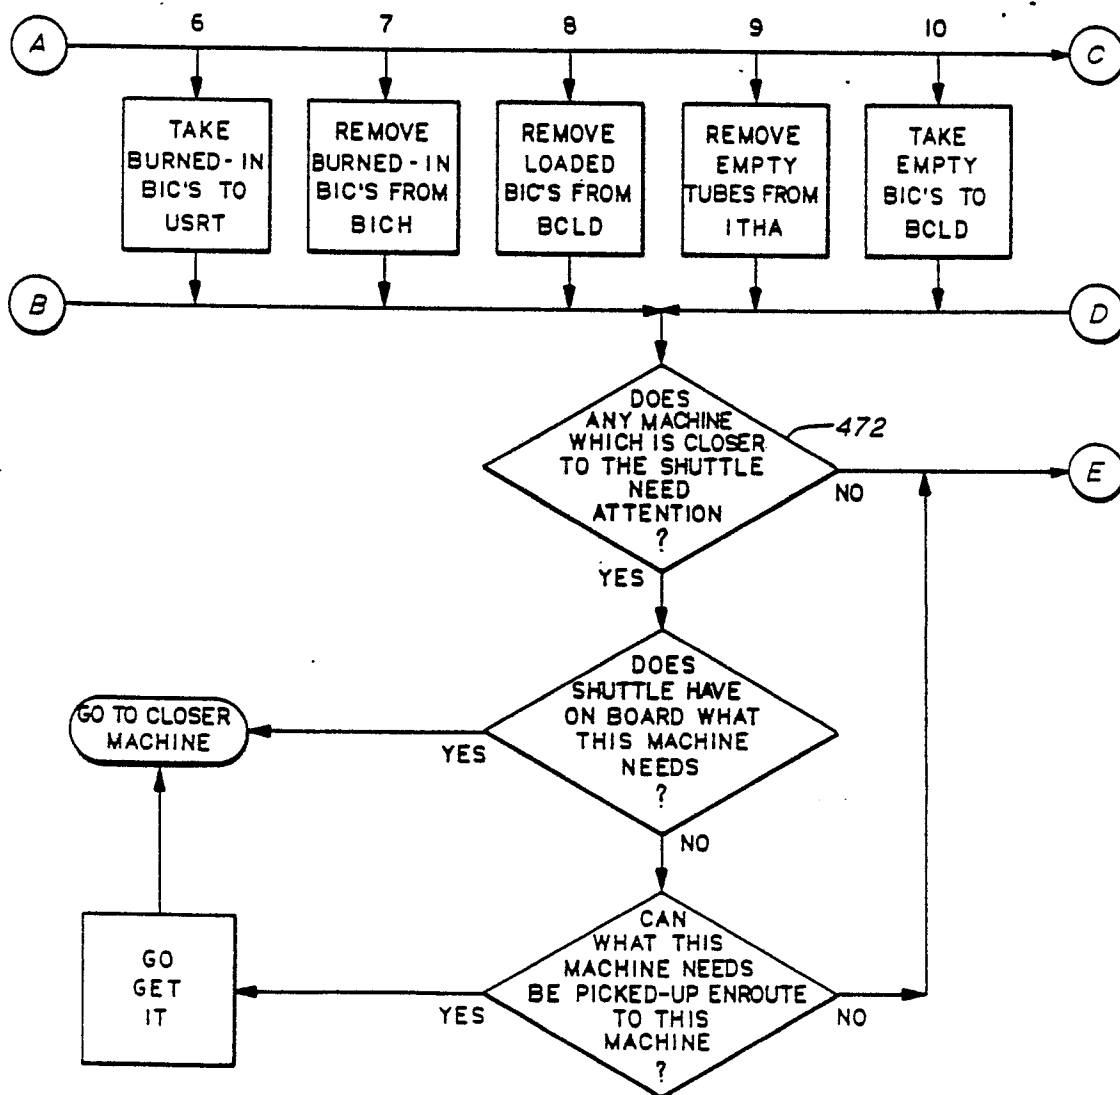 6 7 8 9 10
A
C
TAKE
BURNED-IN
BIC'S TO
USRT
REMOVE
BURNED-IN
BIC'S FROM
BICH
REMOVE
LOADED
BIC'S FROM
BCLD
REMOVE
EMPTY
TUBES FROM
ITHA
TAKE
EMPTY
BIC'S TO
BCLD
B
D
DOES
ANY MACHINE
WHICH IS CLOSER
TO THE SHUTTLE
NEED
ATTENTION
?
472
NO
E
YES
DOES
SHUTTLE HAVE
ON BOARD WHAT
THIS MACHINE
NEEDS
?
YES
GO TO CLOSER
MACHINE
NO
CAN
WHAT THIS
MACHINE NEEDS
BE PICKED-UP ENROUTE
TO THIS
MACHINE
?
YES
NO
GO
GET
IT